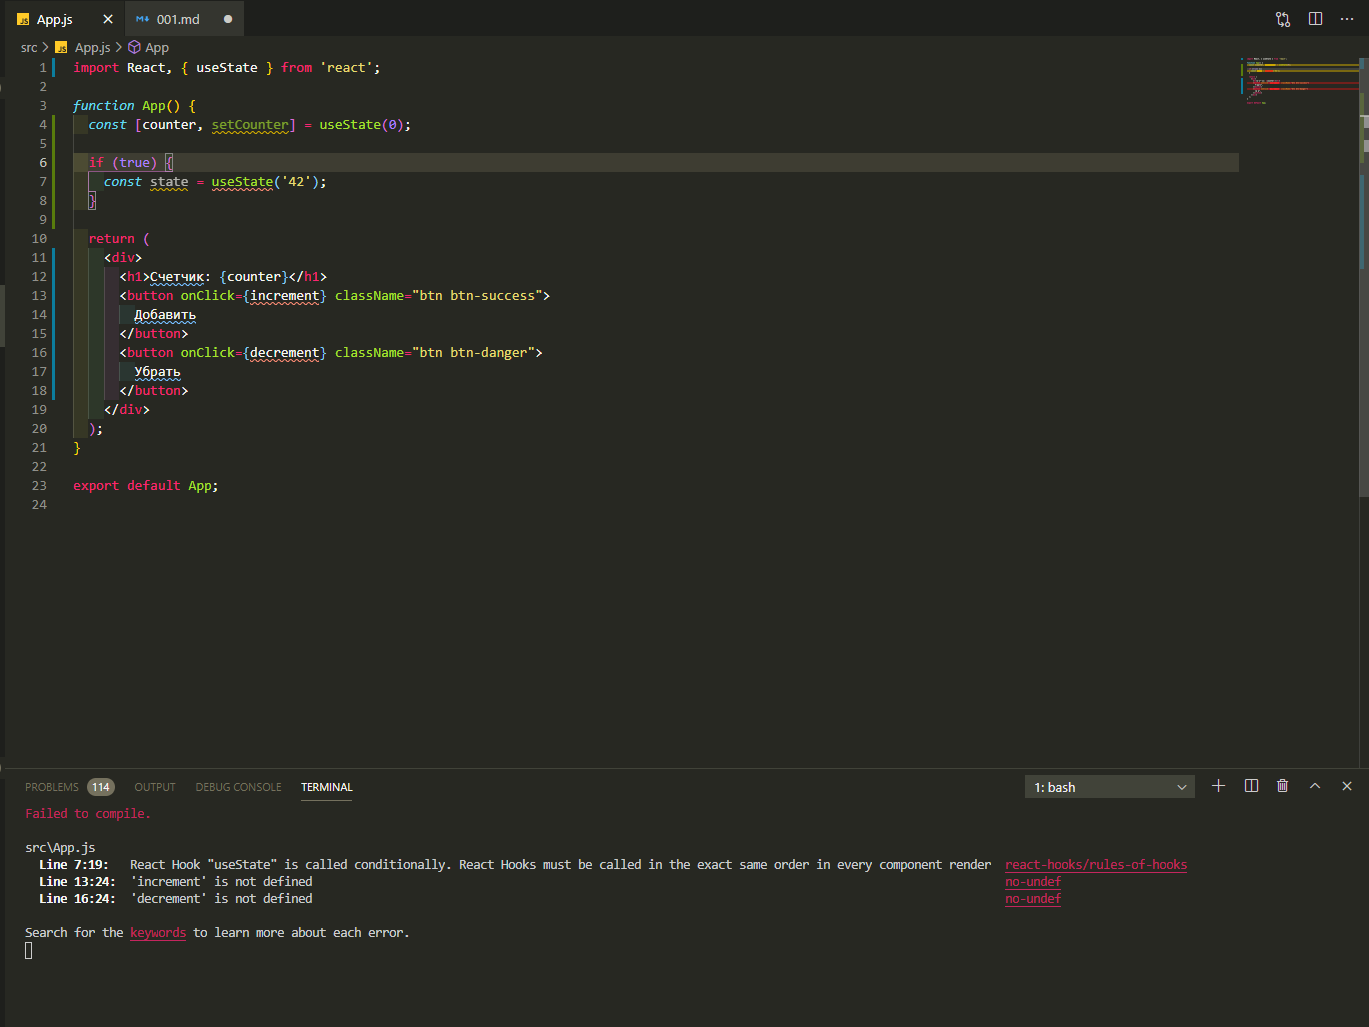 JS App.js × M↓ 001.md ●
src > JS App.js > App
1 import React, { useState } from 'react';
2
3 function App() {
4   const [counter, setCounter] = useState(0);
5
6   if (true) {
7     const state = useState('42');
8   }
9
10   return (
11     <div>
12       <h1>Счетчик: {counter}</h1>
13       <button onClick={increment} className="btn btn-success">
14         Добавить
15       </button>
16       <button onClick={decrement} className="btn btn-danger">
17         Убрать
18       </button>
19     </div>
20   );
21 }
22
23 export default App;
24
PROBLEMS 114 OUTPUT DEBUG CONSOLE TERMINAL 1: bash
Failed to compile.
src\App.js
  Line 7:19:   React Hook "useState" is called conditionally. React Hooks must be called in the exact same order in every component render  react-hooks/rules-of-hooks
  Line 13:24:  'increment' is not defined  no-undef
  Line 16:24:  'decrement' is not defined  no-undef
Search for the keywords to learn more about each error.